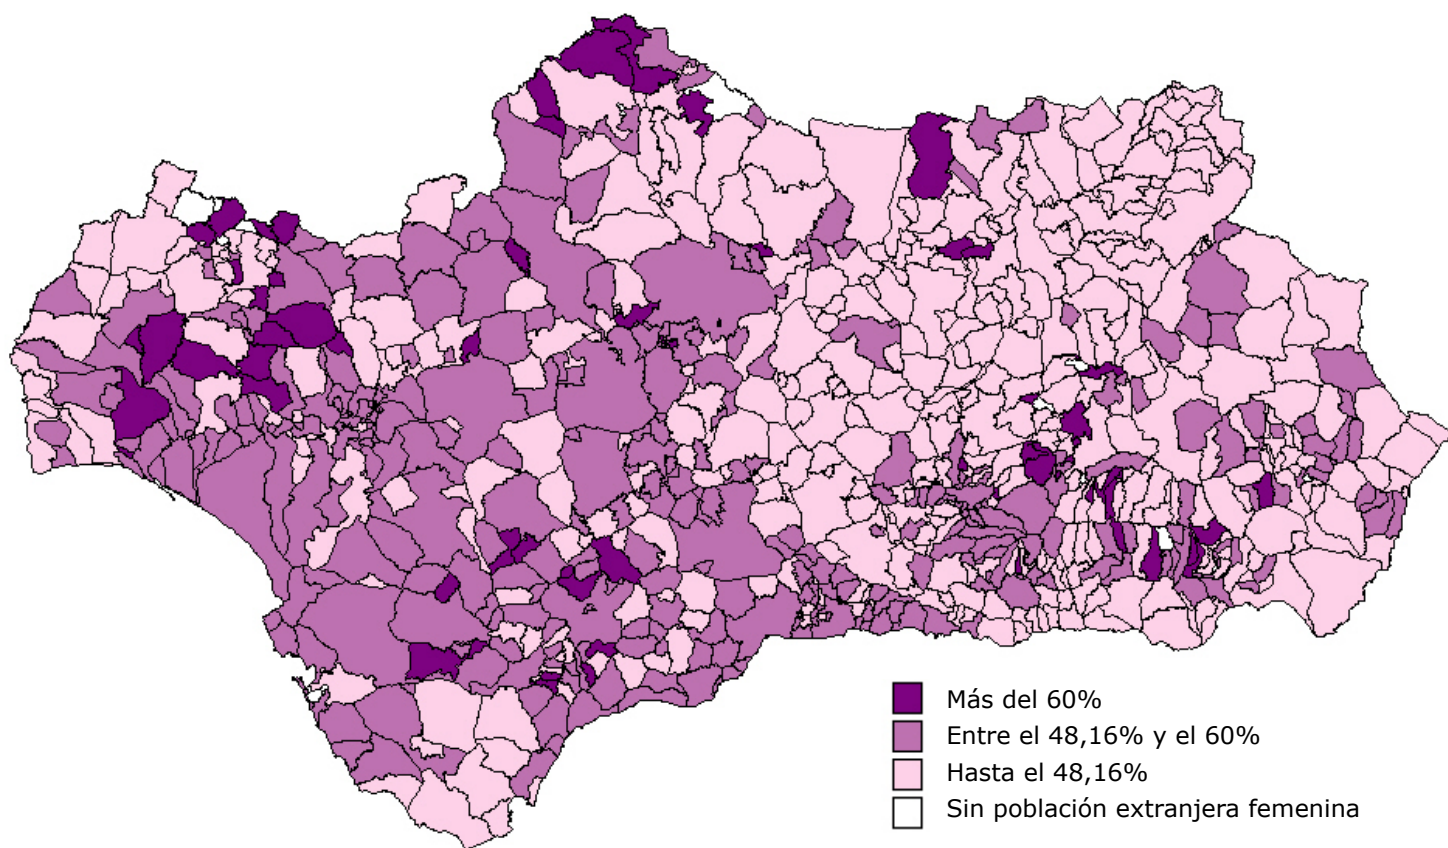 Más del 60%
Entre el 48,16% y el 60%
Hasta el 48,16%
Sin población extranjera femenina